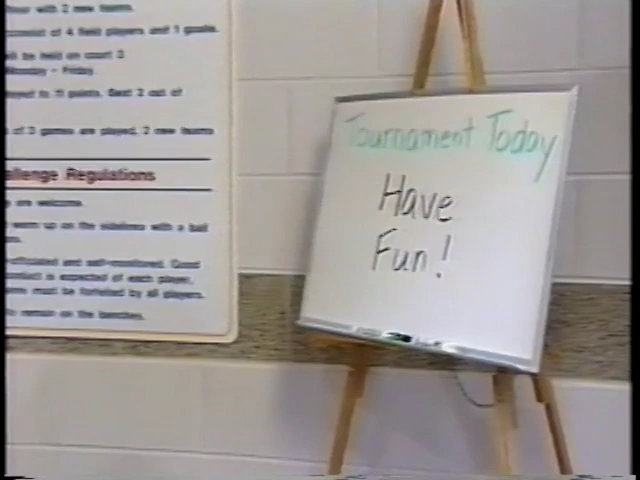 with 2 new teams.
consist of 4 field players and 1 goalie.
will be held on court 3
Monday - Friday.
played to 11 points. Best 2 out of
of 3 games are played, 2 new teams
Challenge Regulations
are welcome.
warm up on the sidelines with a ball
and self-monitored. Good
conduct is expected of each player.
must be forfeited by all players.
To remain on the benches.
Tournament Today
Have
Fun!